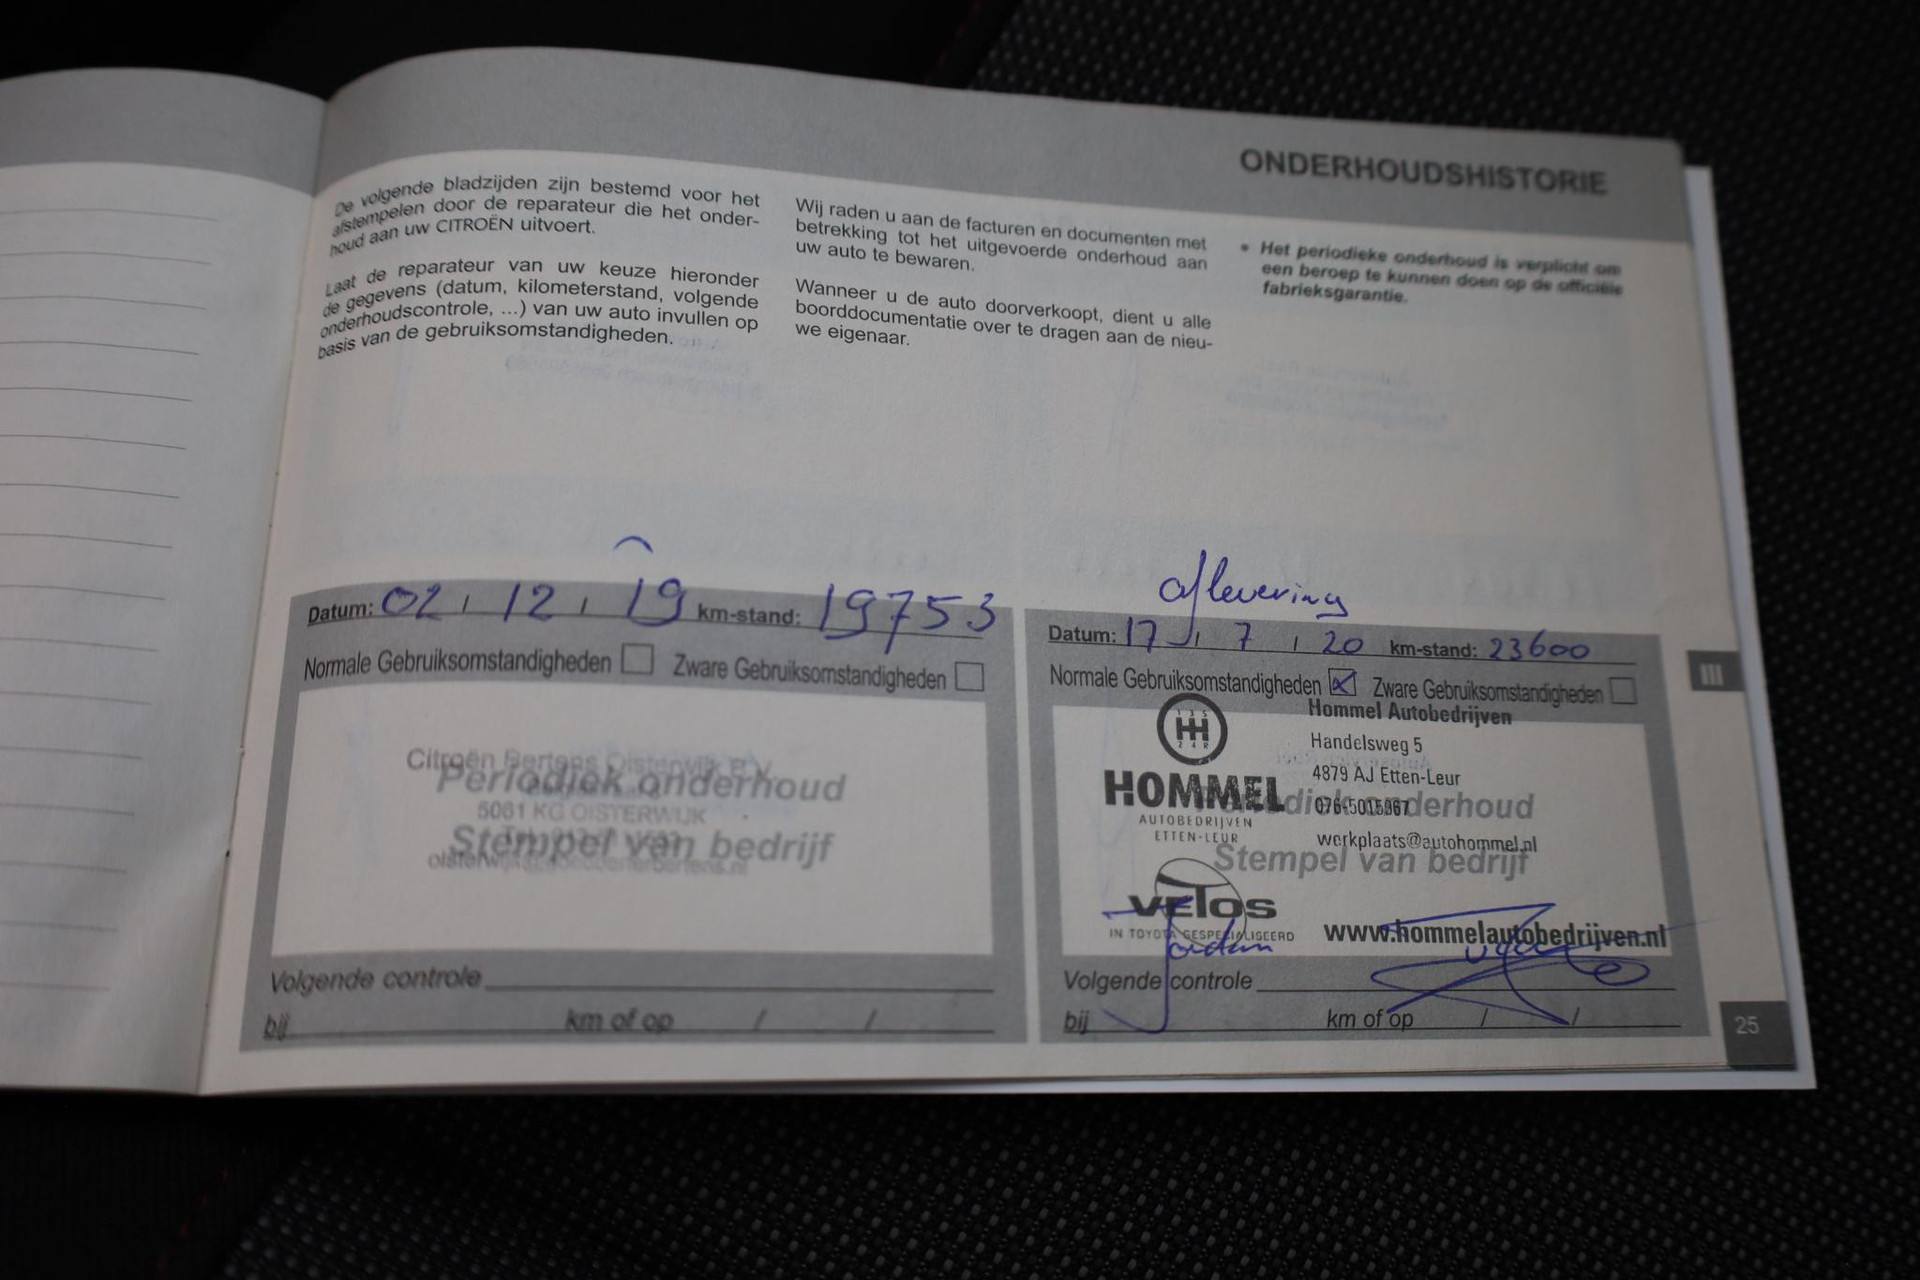 ONDERHOUDSHISTORIE
De volgende bladzijden zijn bestemd voor het
afstempelen door de reparateur die het onder-
houd aan uw CITROËN uitvoert.
Laat de reparateur van uw keuze hieronder
de gegevens (datum, kilometerstand, volgende
onderhoudscontrole, ...) van uw auto invullen op
basis van de gebruiksomstandigheden.
Wij raden u aan de facturen en documenten met
betrekking tot het uitgevoerde onderhoud aan
uw auto te bewaren.
Wanneer u de auto doorverkoopt, dient u alle
boorddocumentatie over te dragen aan de nieu-
we eigenaar.
• Het periodieke onderhoud is verplicht om
een beroep te kunnen doen op de officiële
fabrieksgarantie.
Datum: 02 / 12 / 19 km-stand: 19753
Normale Gebruiksomstandigheden Zware Gebruiksomstandigheden
Citroën Bertens Oisterwijk B.V.
Periodiek onderhoud
5061 KG OISTERWIJK
Stempel van bedrijf
Volgende controle
bij km of op / /
aflevering
Datum: 17 / 7 / 20 km-stand: 23600
Normale Gebruiksomstandigheden Zware Gebruiksomstandigheden
Hommel Autobedrijven
Handelsweg 5
4879 AJ Etten-Leur
HOMMEL
AUTOBEDRIJVEN
ETTEN-LEUR
076-5015967
onderhoud
werkplaats@autohommel.nl
Stempel van bedrijf
VETOS
IN TOYOTA GESPECIALISEERD
www.hommelautobedrijven.nl
Jordan
Volgende controle
bij km of op / /
III
25